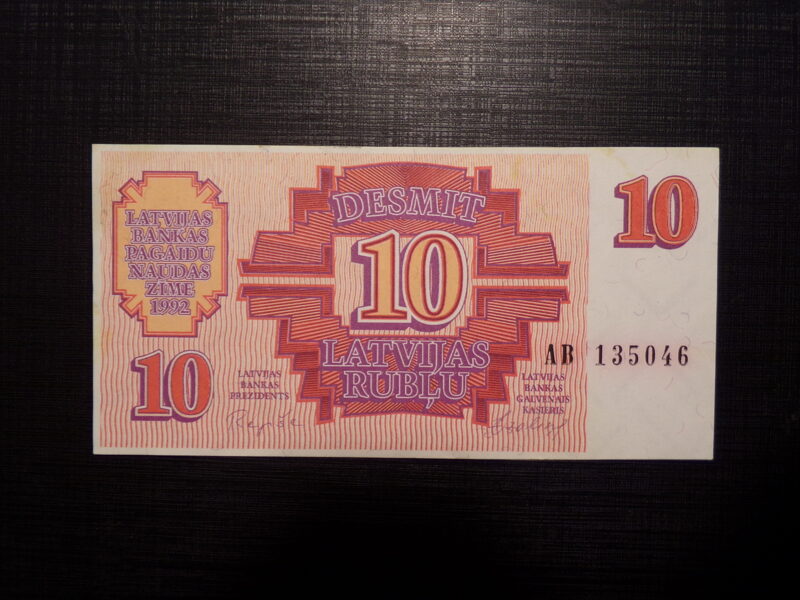 LATVIJAS
BANKAS
PAGAIDU
NAUDAS
ZIME
1992
DESMIT
10
LATVIJAS
RUBĻU
10
10
AB 135046
LATVIJAS
BANKAS
PREZIDENTS
LATVIJAS
BANKAS
GALVENAIS
KASIERIS
Repše